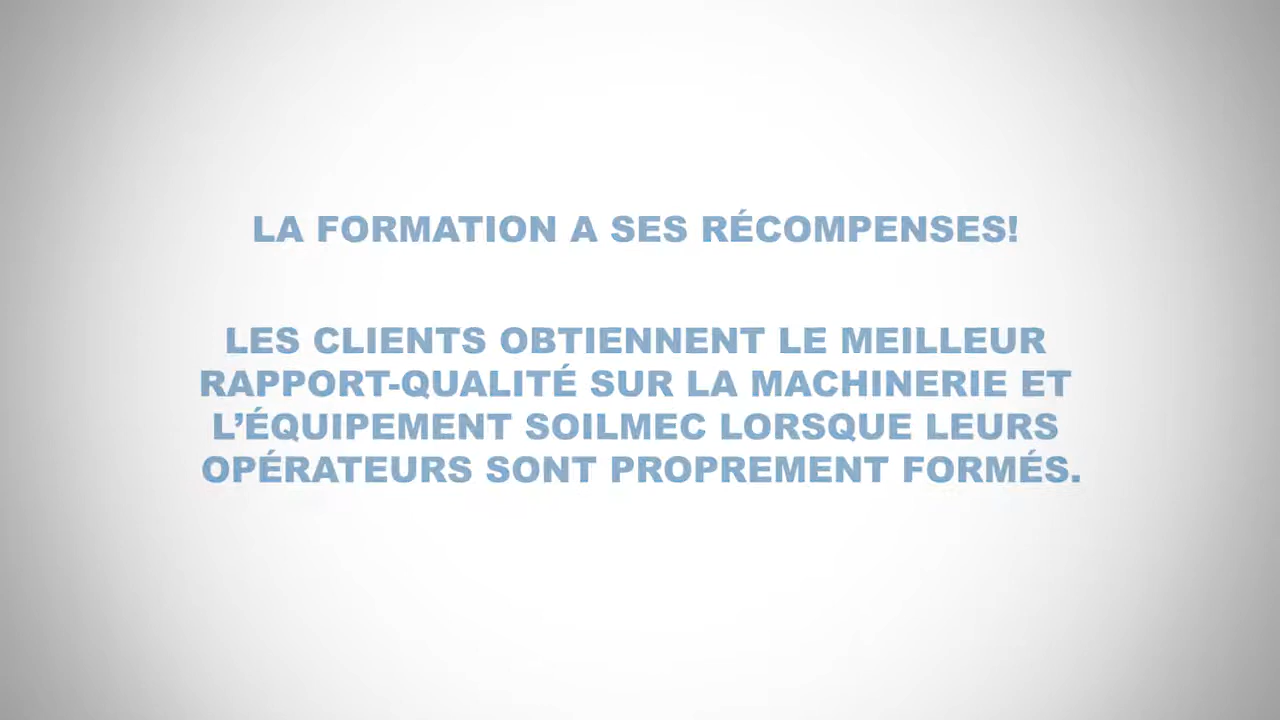 LA FORMATION A SES RÉCOMPENSES!
LES CLIENTS OBTIENNENT LE MEILLEUR
RAPPORT-QUALITÉ SUR LA MACHINERIE ET
L’ÉQUIPEMENT SOILMEC LORSQUE LEURS
OPÉRATEURS SONT PROPREMENT FORMÉS.